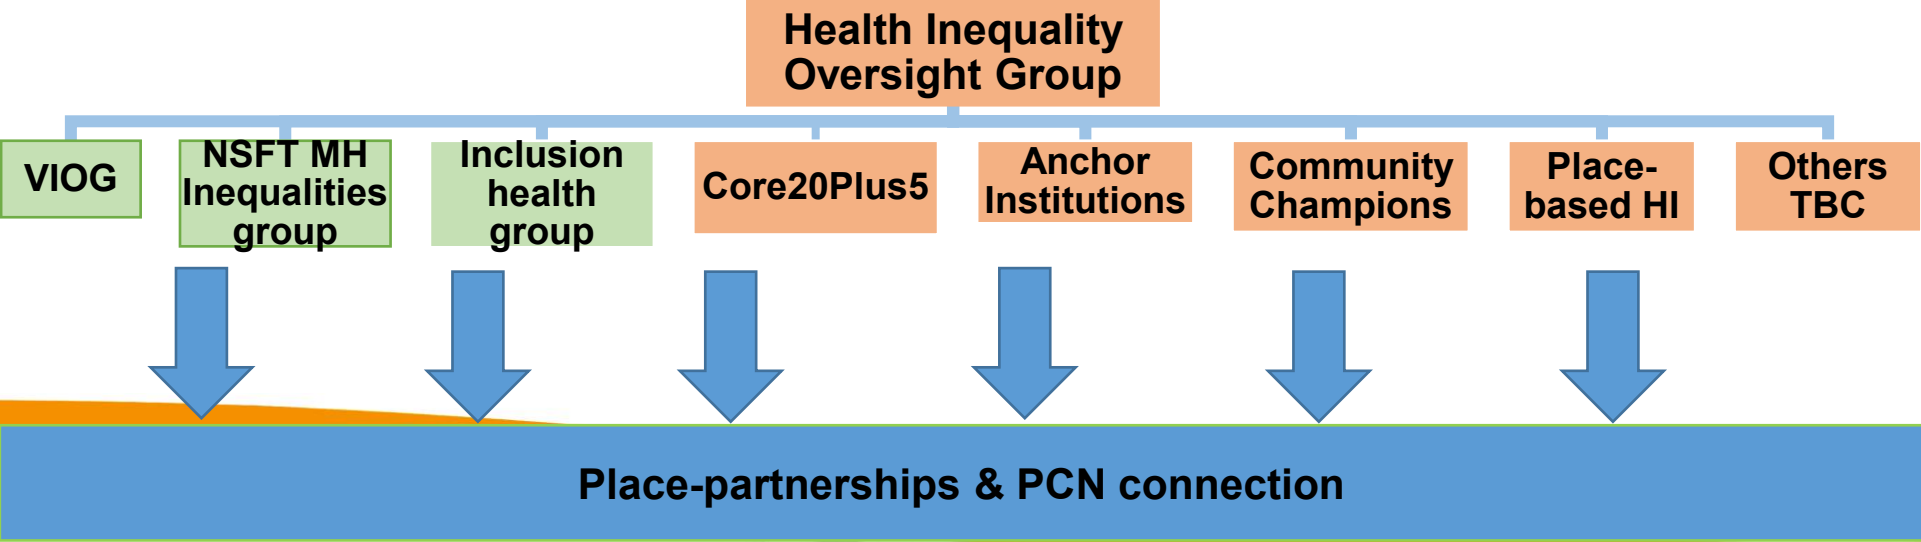 Health Inequality
Oversight Group
VIOG
NSFT MH
Inequalities
group
Inclusion
health
group
Core20Plus5
Anchor
Institutions
Community
Champions
Place-
based HI
Others
TBC
Place-partnerships & PCN connection